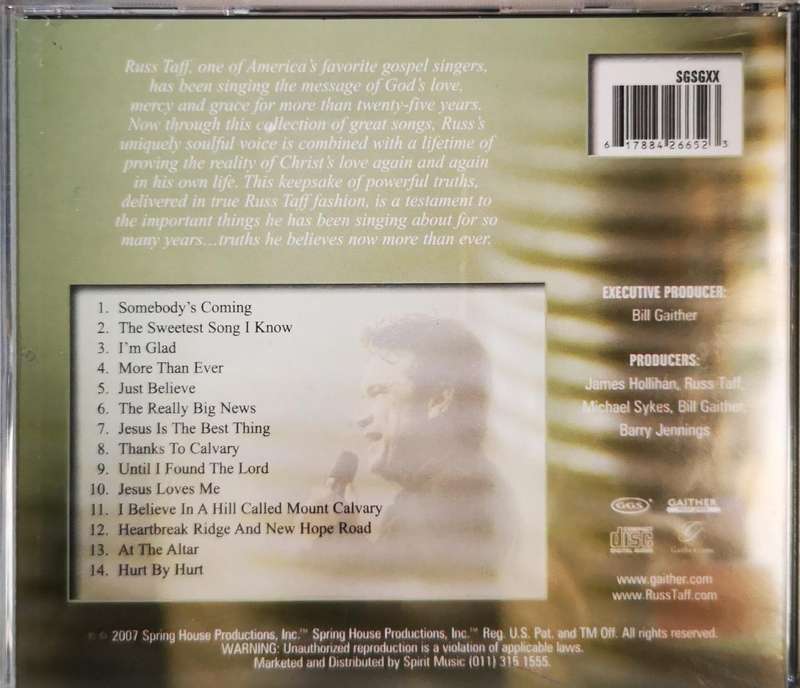 Russ Taff, one of America's favorite gospel singers,
has been singing the message of God's love,
mercy and grace for more than twenty-five years.
Now through this collection of great songs, Russ's
uniquely soulful voice is combined with a lifetime of
proving the reality of Christ's love again and again
in his own life. This keepsake of powerful truths,
delivered in true Russ Taff fashion, is a testament to
the important things he has been singing about for so
many years...truths he believes now more than ever.
SGSGXX
6 17884 26652 3
1. Somebody's Coming
2. The Sweetest Song I Know
3. I'm Glad
4. More Than Ever
5. Just Believe
6. The Really Big News
7. Jesus Is The Best Thing
8. Thanks To Calvary
9. Until I Found The Lord
10. Jesus Loves Me
11. I Believe In A Hill Called Mount Calvary
12. Heartbreak Ridge And New Hope Road
13. At The Altar
14. Hurt By Hurt
EXECUTIVE PRODUCER:
Bill Gaither
PRODUCERS:
James Hollihan, Russ Taff,
Michael Sykes, Bill Gaither,
Barry Jennings
GGS GAITHER
COMPACT
disc
DIGITAL AUDIO
Gaither.com
www.gaither.com
www.RussTaff.com
℗ © 2007 Spring House Productions, Inc.™ Spring House Productions, Inc.™ Reg. U.S. Pat. and TM Off. All rights reserved.
WARNING: Unauthorized reproduction is a violation of applicable laws.
Marketed and Distributed by Spirit Music (011) 315 1555.